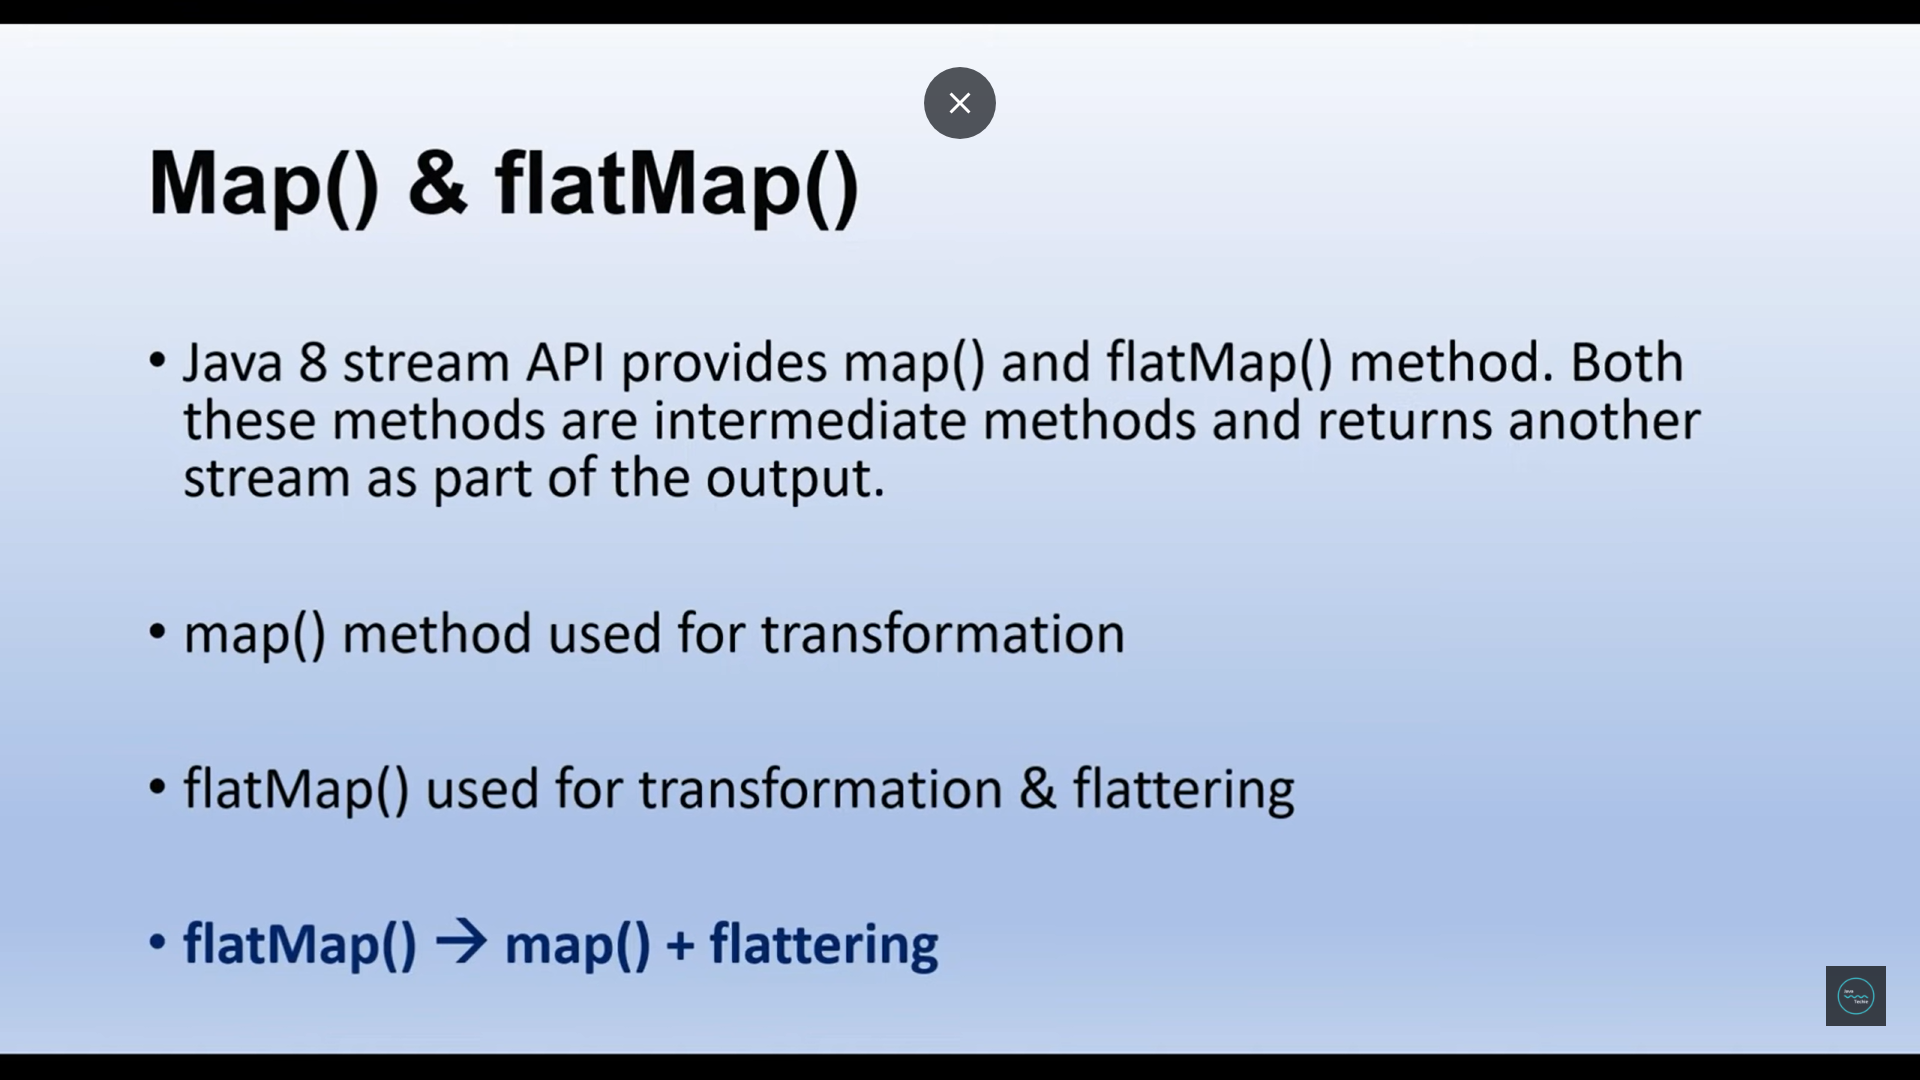 Map() & flatMap()
• Java 8 stream API provides map() and flatMap() method. Both
these methods are intermediate methods and returns another
stream as part of the output.
• map() method used for transformation
• flatMap() used for transformation & flattering
• flatMap() → map() + flattering
Java
Techie